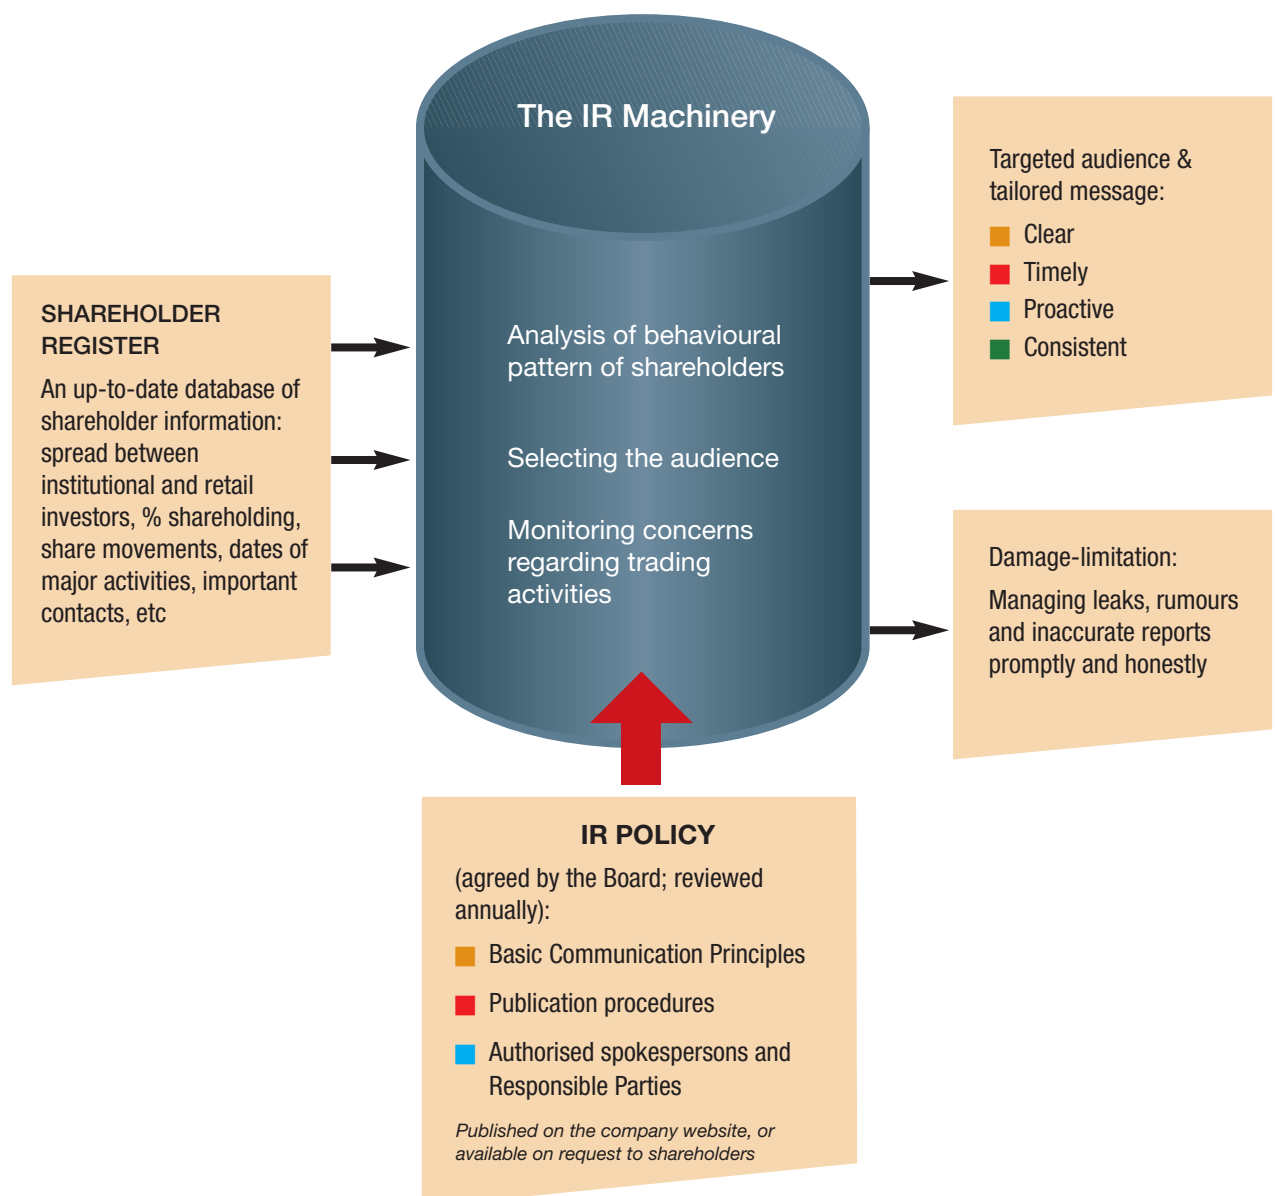 The IR Machinery
Analysis of behavioural
pattern of shareholders
Selecting the audience
Monitoring concerns
regarding trading
activities
SHAREHOLDER
REGISTER
An up-to-date database of
shareholder information:
spread between
institutional and retail
investors, % shareholding,
share movements, dates of
major activities, important
contacts, etc
Targeted audience &
tailored message:
Clear
Timely
Proactive
Consistent
Damage-limitation:
Managing leaks, rumours
and inaccurate reports
promptly and honestly
IR POLICY
(agreed by the Board; reviewed
annually):
Basic Communication Principles
Publication procedures
Authorised spokespersons and
Responsible Parties
Published on the company website, or
available on request to shareholders